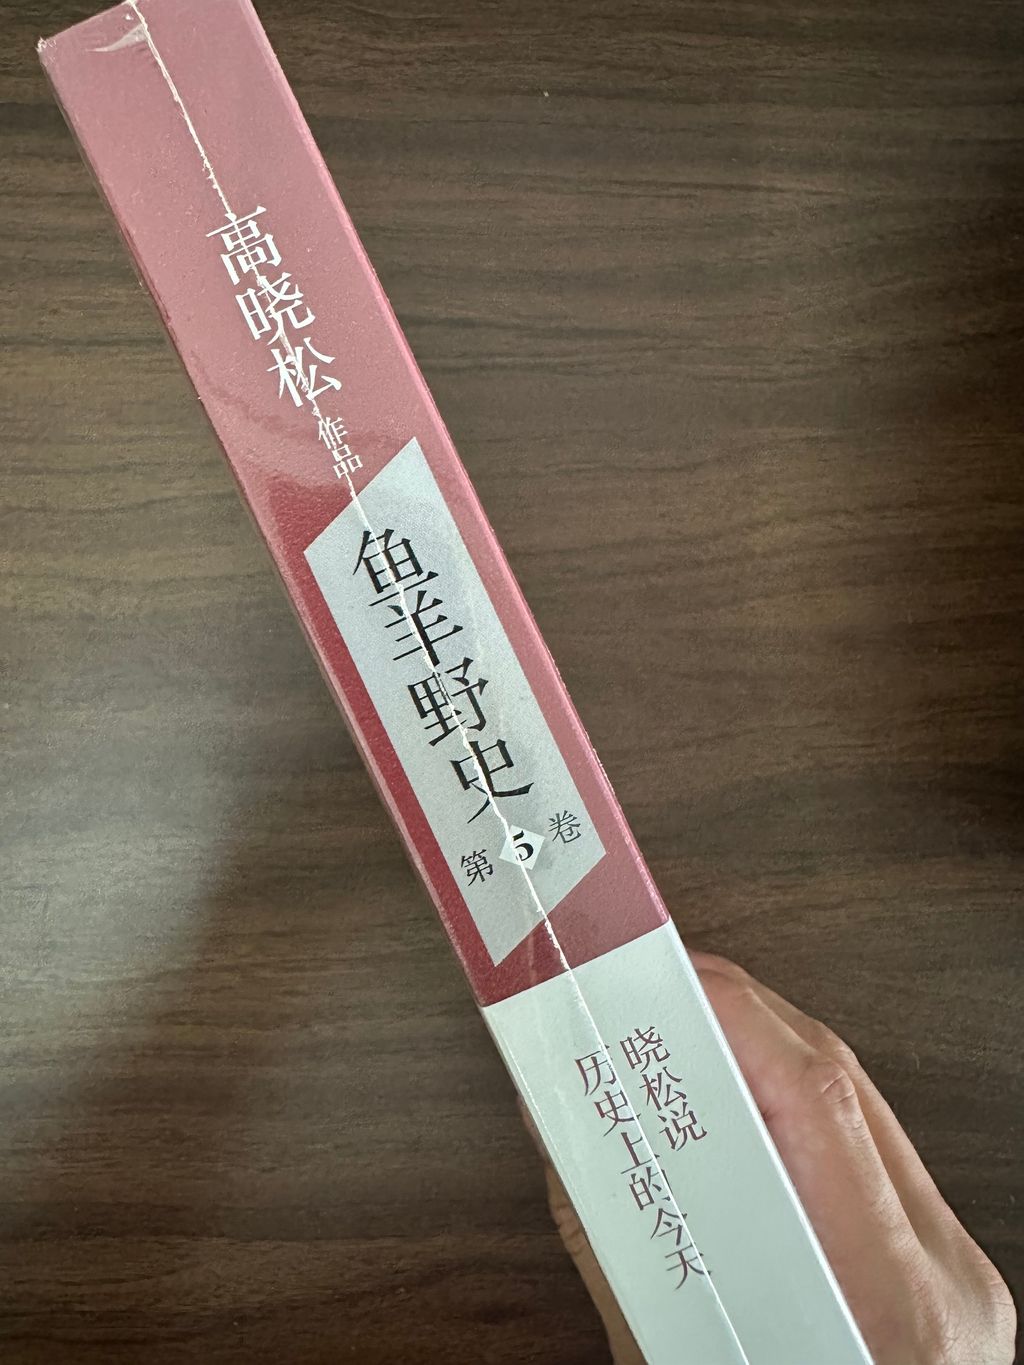 高晓松
作品
鱼羊野史
第5卷
晓松说
历史上的今天